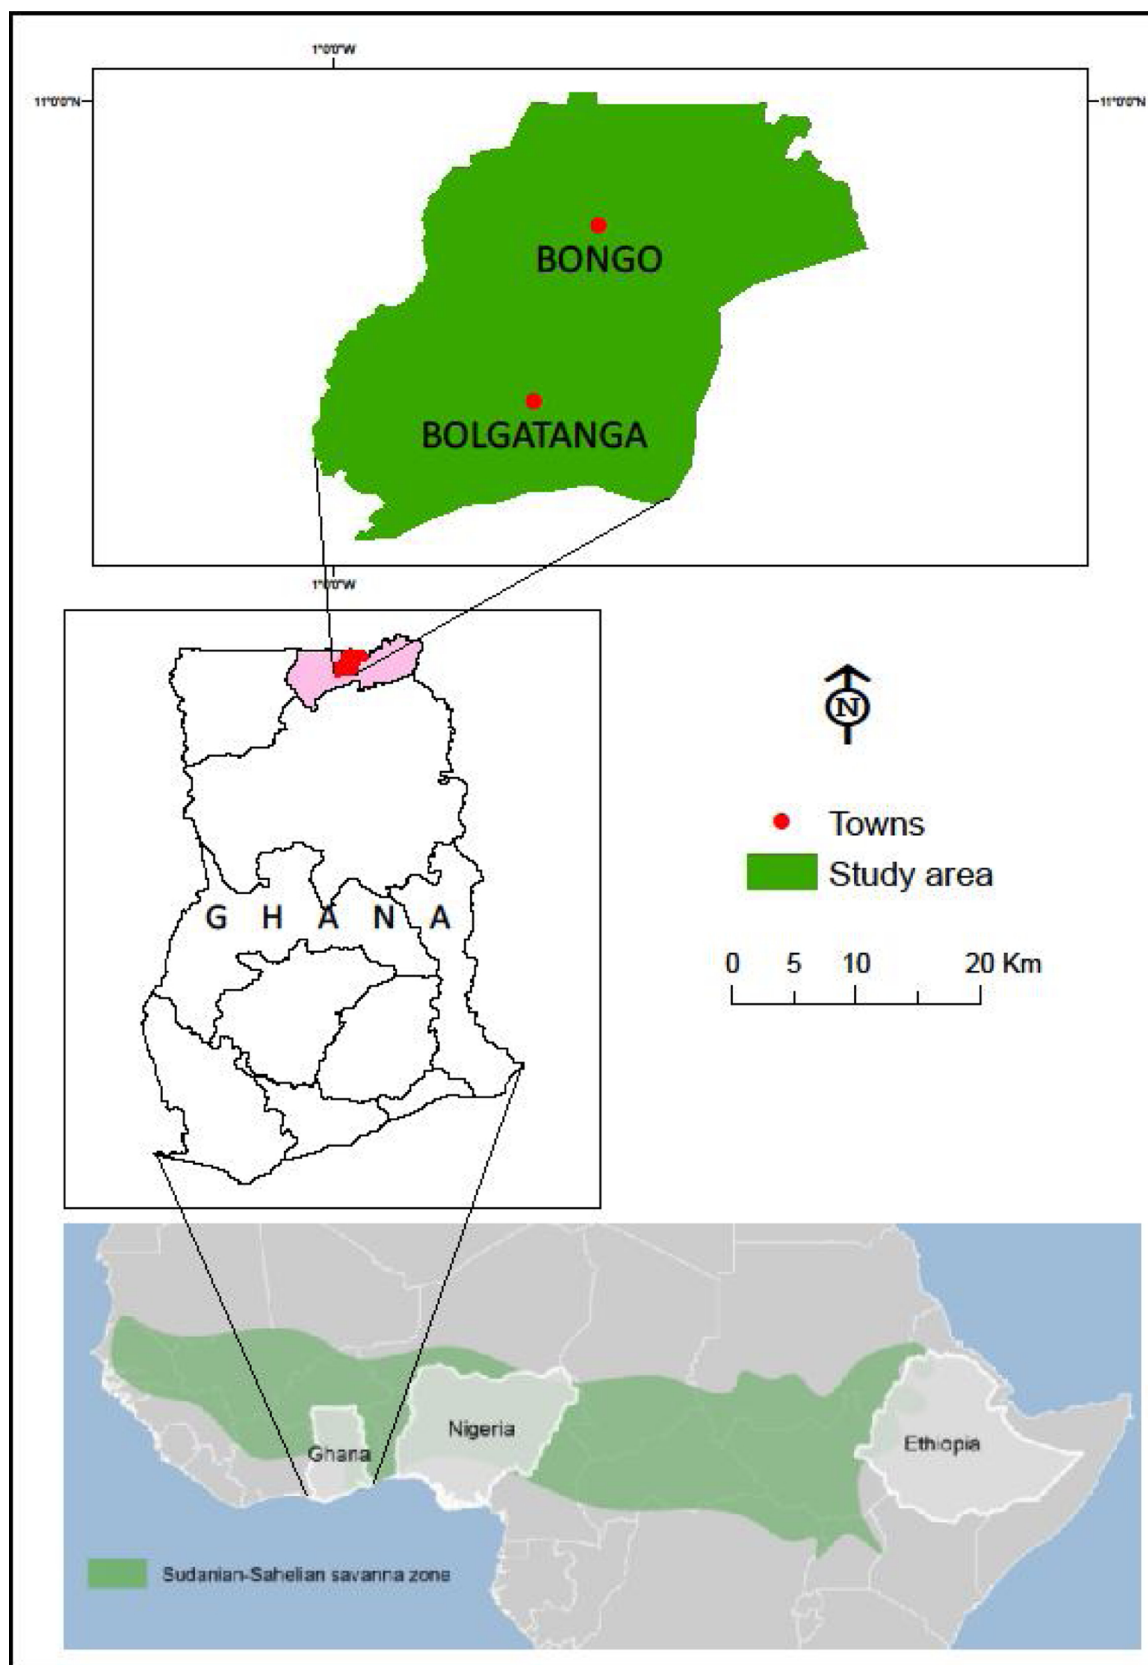 1°0'0"W
11°0'0"N
11°0'0"N
BONGO
BOLGATANGA
1°0'0"W
N
Towns
Study area
G H A N A
0 5 10 20 Km
Nigeria
Ghana
Ethiopia
Sudanian-Sahelian savanna zone